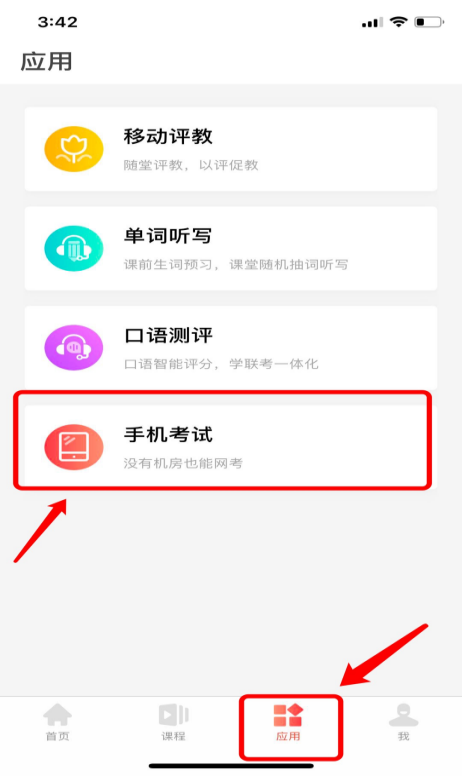 3:42
应用
移动评教
随堂评教，以评促教
单词听写
课前生词预习，课堂随机抽词听写
口语测评
口语智能评分，学联考一体化
手机考试
没有机房也能网考
首页
课程
应用
我